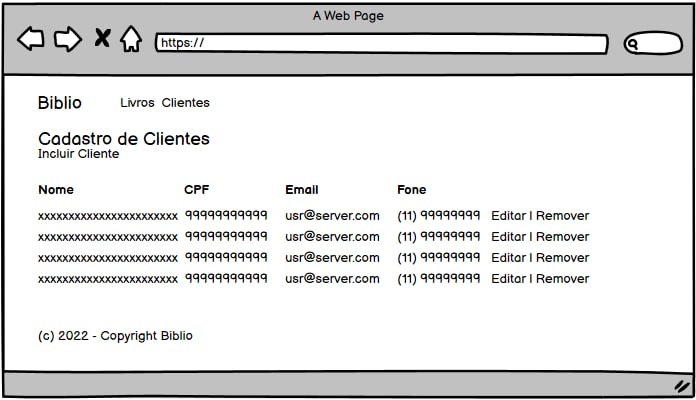 A Web Page
https://
Biblio Livros Clientes
Cadastro de Clientes
Incluir Cliente
Nome CPF Email Fone
xxxxxxxxxxxxxxxxxxxxxxx 99999999999 usr@server.com (11) 99999999 Editar | Remover
xxxxxxxxxxxxxxxxxxxxxxx 99999999999 usr@server.com (11) 99999999 Editar | Remover
xxxxxxxxxxxxxxxxxxxxxxx 99999999999 usr@server.com (11) 99999999 Editar | Remover
xxxxxxxxxxxxxxxxxxxxxxx 99999999999 usr@server.com (11) 99999999 Editar | Remover
(c) 2022 - Copyright Biblio